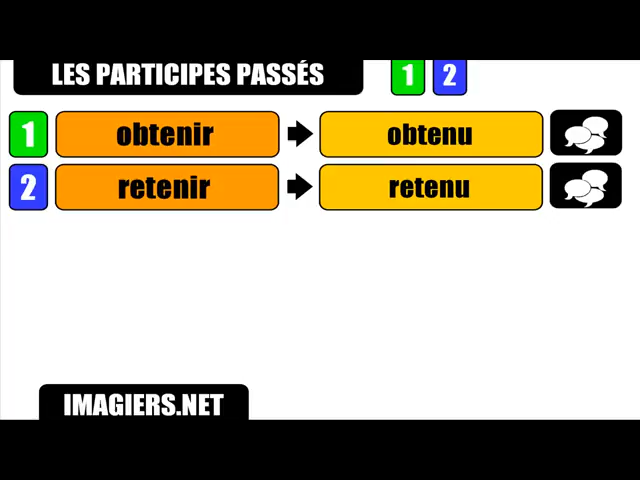 LES PARTICIPES PASSÉS 1 2
1 obtenir obtenu
2 retenir retenu
IMAGIERS.NET